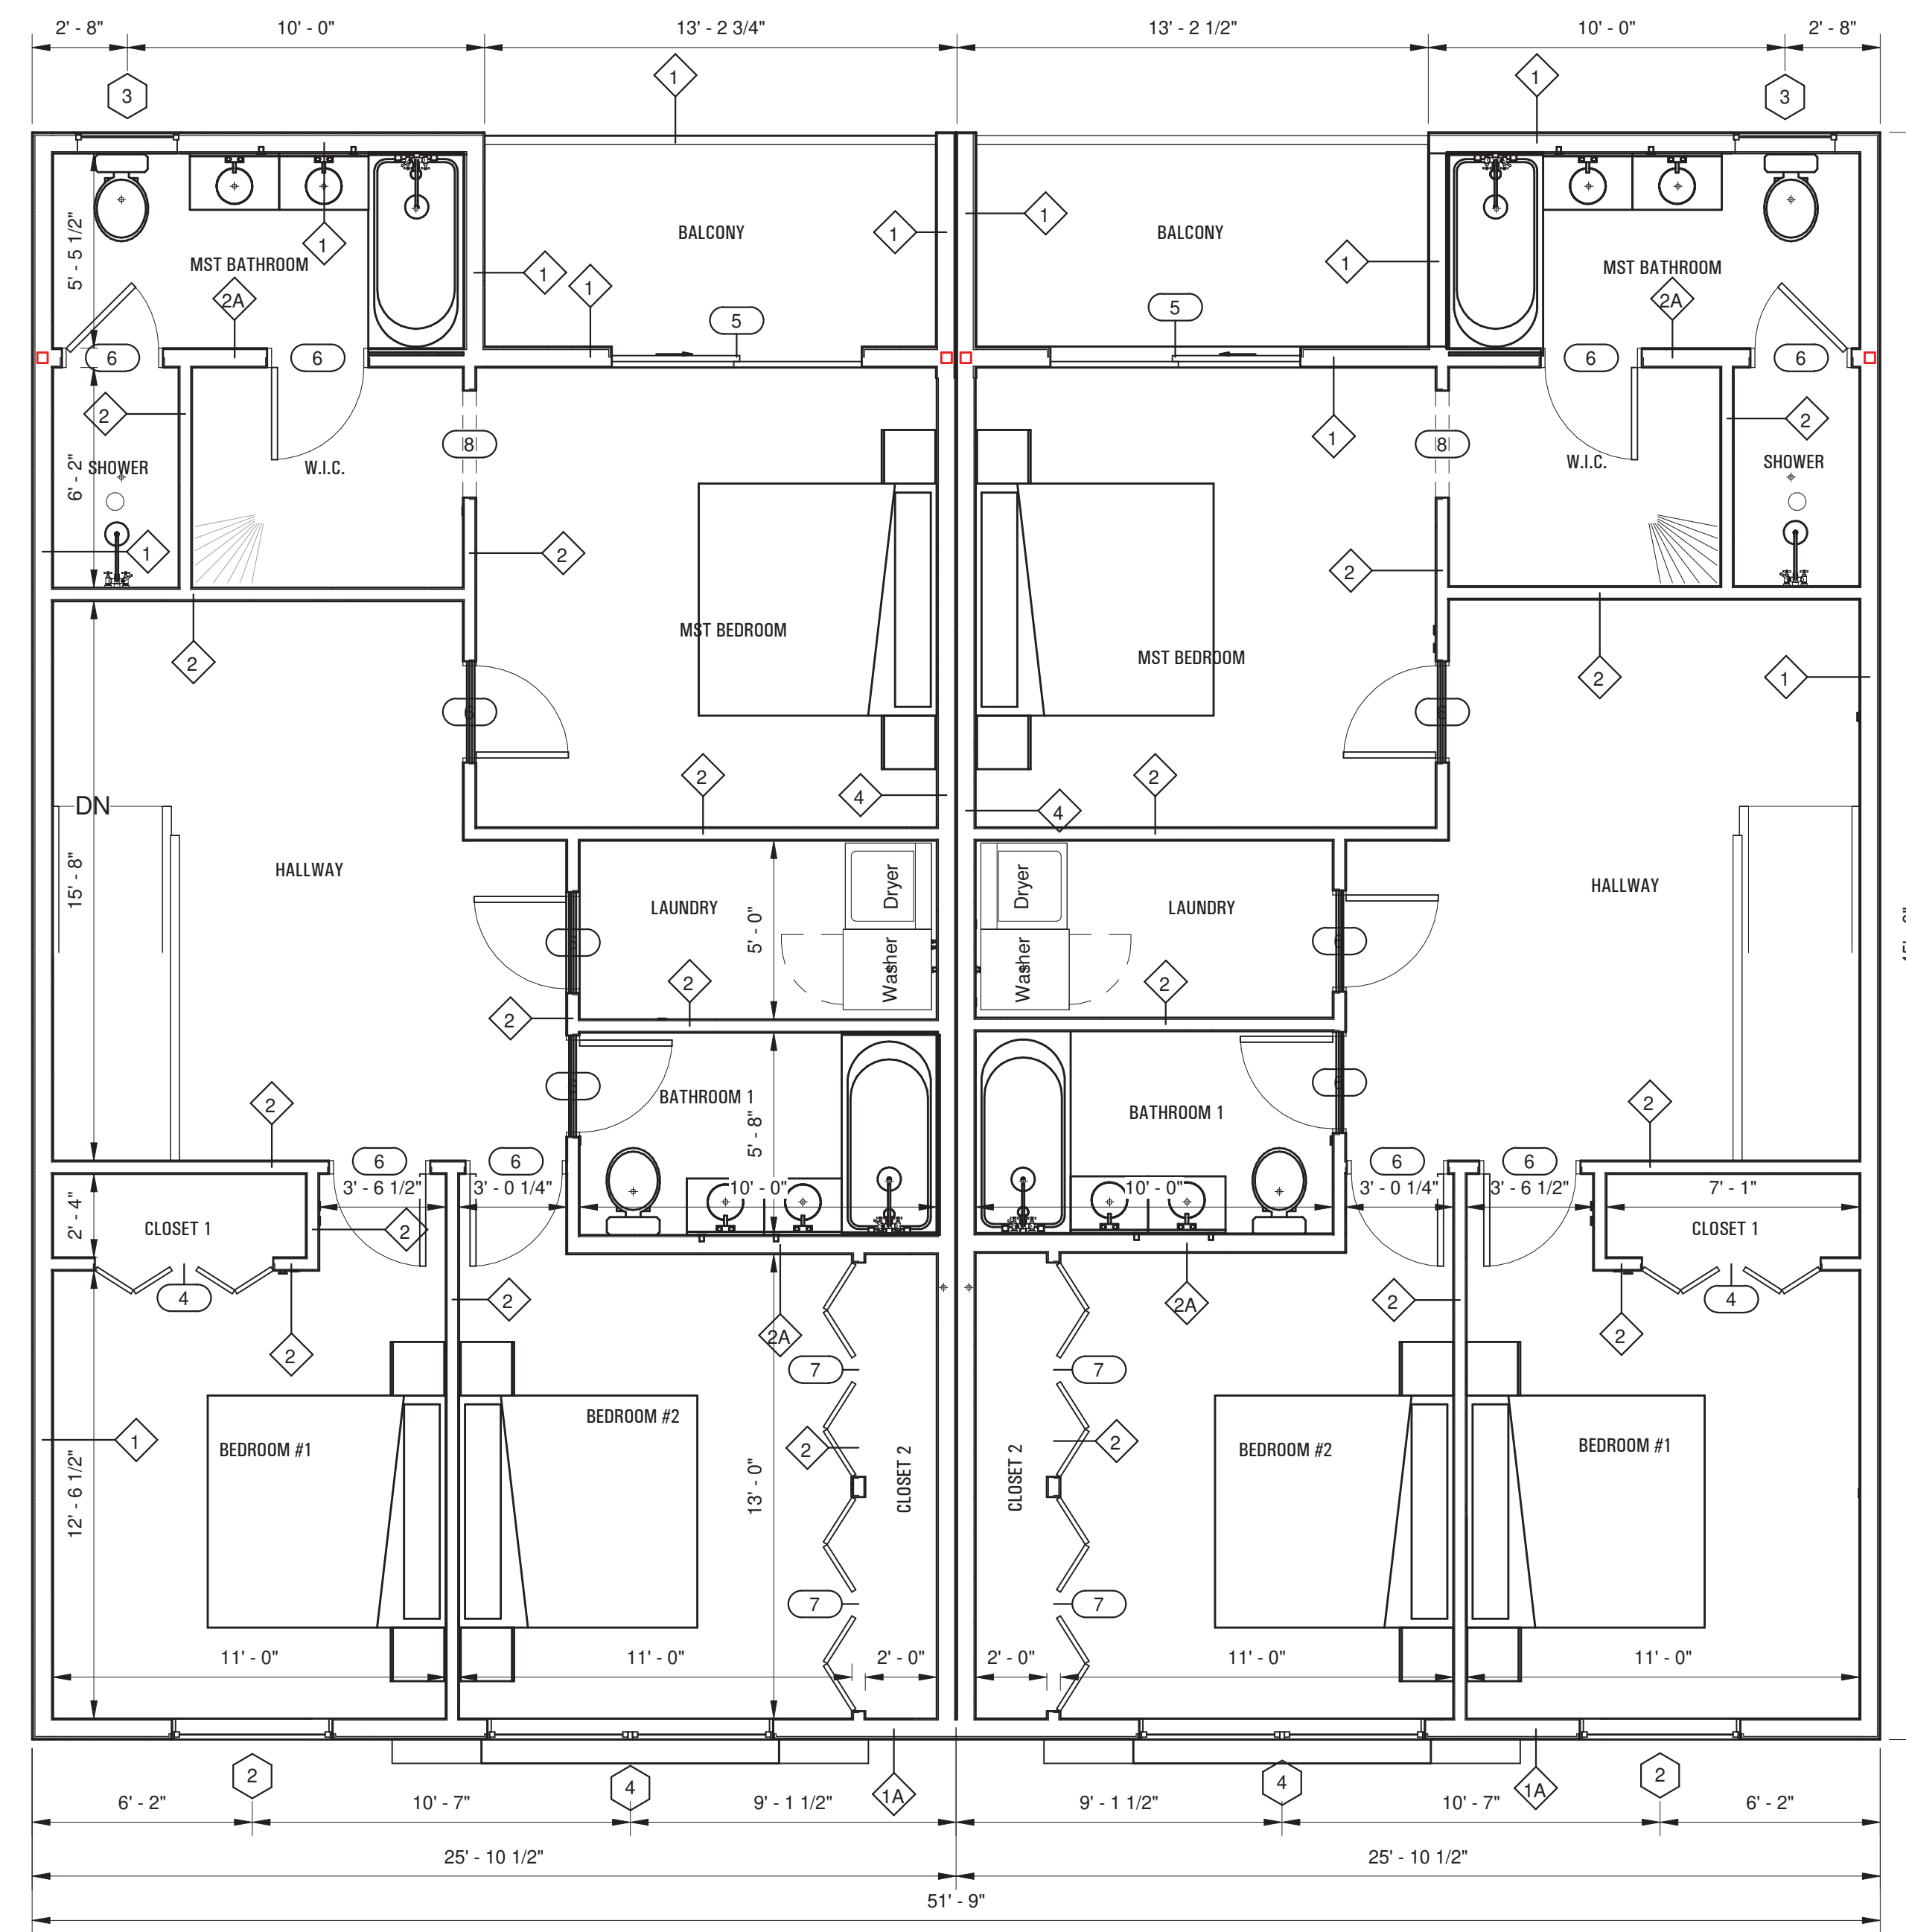 2' - 8" 10' - 0" 13' - 2 3/4" 13' - 2 1/2" 10' - 0" 2' - 8"
1 1
3 3
BALCONY 1 1 BALCONY
5' - 5 1/2" MST BATHROOM 1 1 1 1 MST BATHROOM
2A 2A
5 5
6 6 6 6
2 2
8 1 8
6' - 2" SHOWER W.I.C. W.I.C. SHOWER
1 2 2
MST BEDROOM MST BEDROOM
2 2 1
2 2
4 4
DN
15' - 8" HALLWAY HALLWAY
Dryer Dryer
LAUNDRY 5' - 0" LAUNDRY
Washer Washer
2 2
2
2 BATHROOM 1 BATHROOM 1 2
5' - 8"
6 6 6 6
3' - 6 1/2" 3' - 0 1/4" 10' - 0" 10' - 0" 3' - 0 1/4" 3' - 6 1/2" 7' - 1"
2' - 4" CLOSET 1 2 CLOSET 1
4 2 2 4
2 2A 2A 2
7 7
BEDROOM #2
BEDROOM #1 2 2 BEDROOM #2 BEDROOM #1
1
12' - 6 1/2" 13' - 0" CLOSET 2 CLOSET 2
7 7
11' - 0" 11' - 0" 2' - 0" 2' - 0" 11' - 0" 11' - 0"
2 4 1A 4 1A 2
6' - 2" 10' - 7" 9' - 1 1/2" 9' - 1 1/2" 10' - 7" 6' - 2"
25' - 10 1/2" 25' - 10 1/2"
51' - 9"